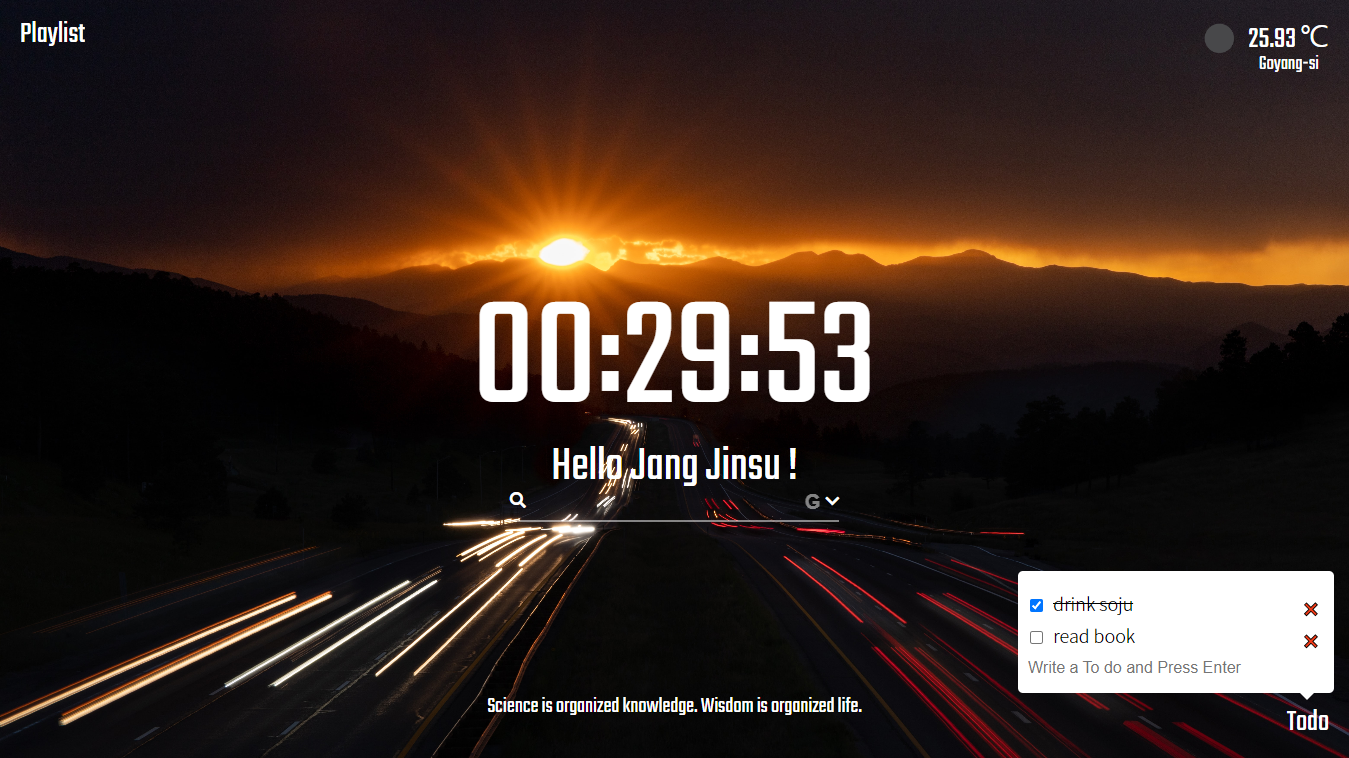 Playlist
25.93 ℃
Goyang-si
00:29:53
Hello Jang Jinsu !
G
drink soju
read book
Write a To do and Press Enter
Science is organized knowledge. Wisdom is organized life.
Todo